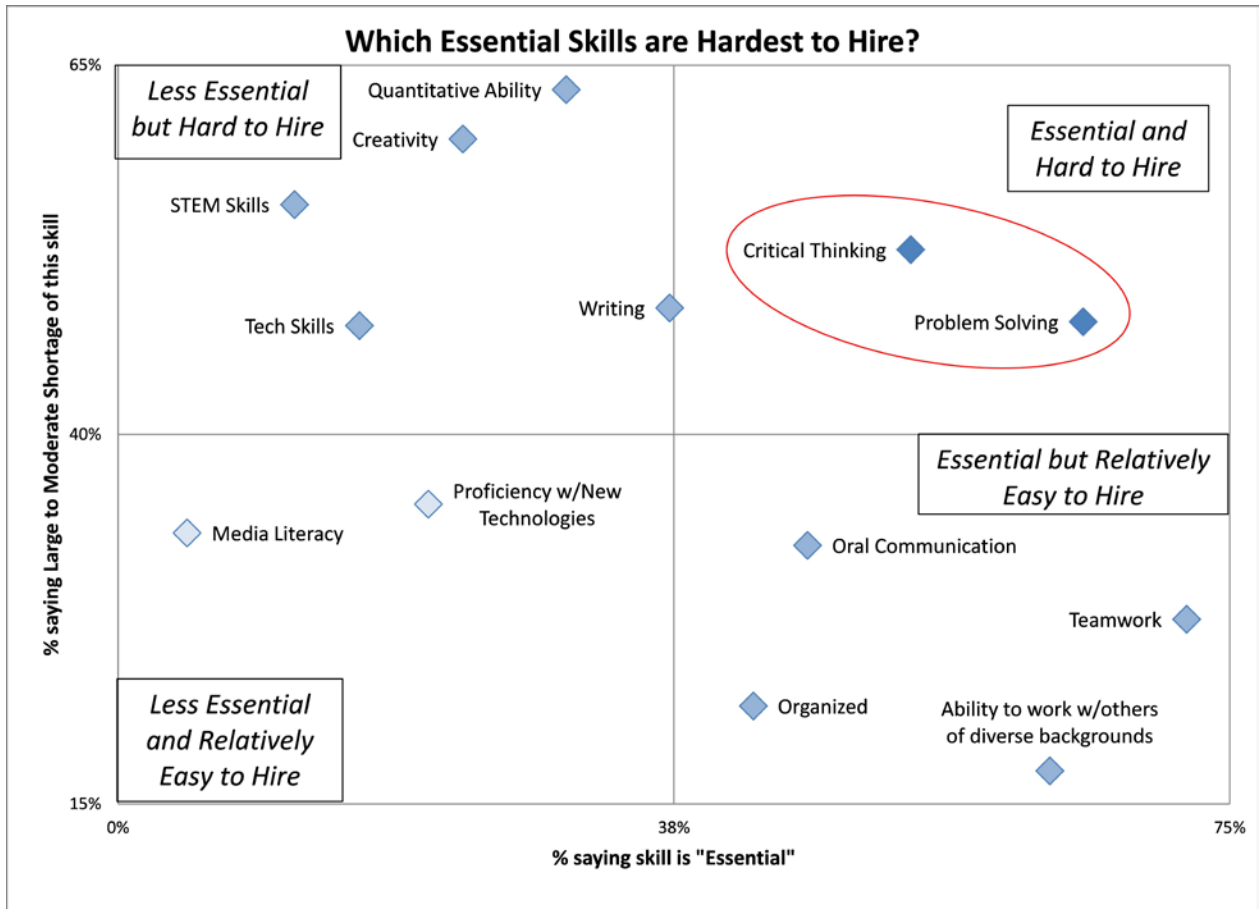 Which Essential Skills are Hardest to Hire?
65%
Less Essential
but Hard to Hire
Quantitative Ability
Creativity
Essential and
Hard to Hire
STEM Skills
Critical Thinking
Writing
Tech Skills
Problem Solving
% saying Large to Moderate Shortage of this skill
40%
Essential but Relatively
Easy to Hire
Proficiency w/New
Technologies
Media Literacy
Oral Communication
Teamwork
Less Essential
and Relatively
Easy to Hire
Organized
Ability to work w/others
of diverse backgrounds
15%
0%
38%
75%
% saying skill is "Essential"